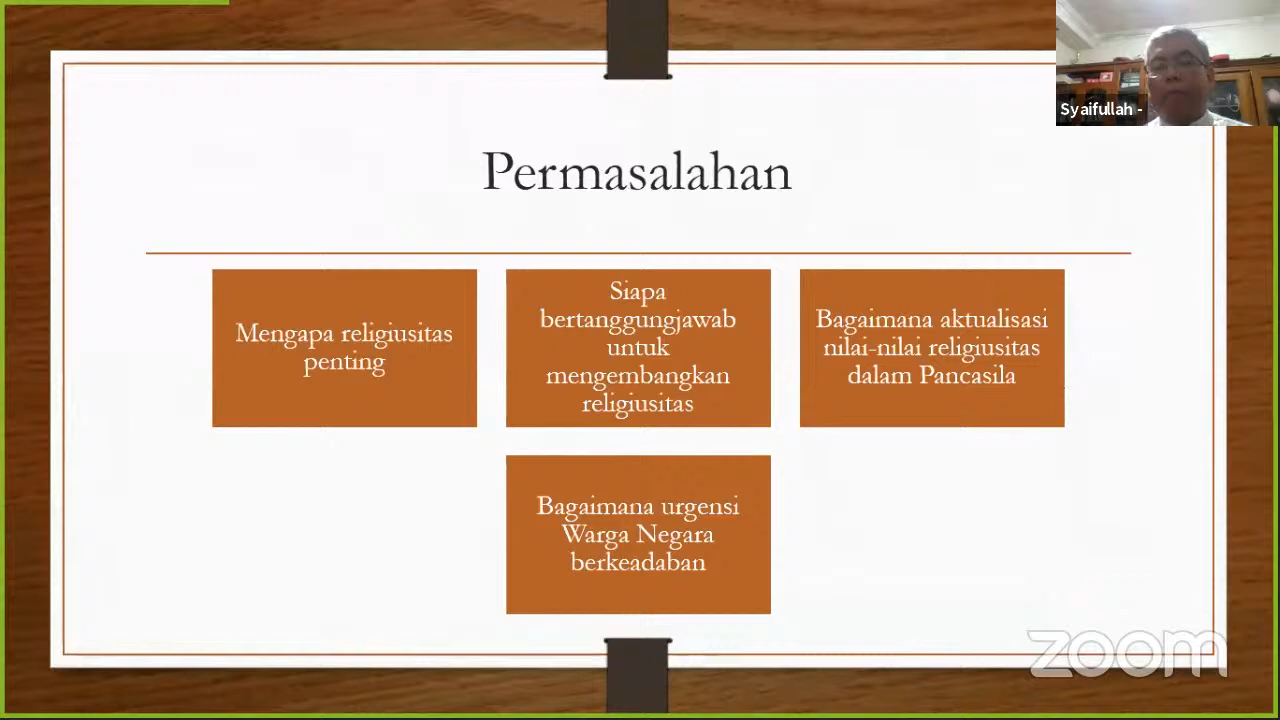 Syaifullah -
Permasalahan
Mengapa religiusitas
penting
Siapa
bertanggungjawab
untuk
mengembangkan
religiusitas
Bagaimana aktualisasi
nilai-nilai religiusitas
dalam Pancasila
Bagaimana urgensi
Warga Negara
berkeadaban
zoom